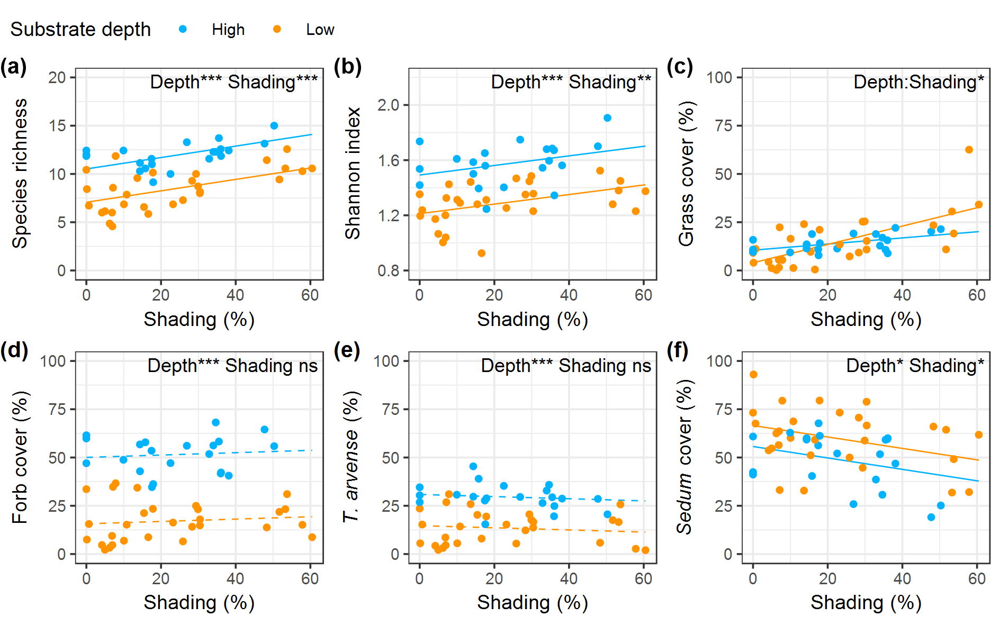 Substrate depth High Low
(a) (b) (c)
Depth*** Shading***
20
15
10
5
0
Species richness
0 20 40 60
Shading (%)
Depth*** Shading**
2.0
1.6
1.2
0.8
Shannon index
0 20 40 60
Shading (%)
Depth:Shading*
100
75
50
25
0
Grass cover (%)
0 20 40 60
Shading (%)
(d) (e) (f)
Depth*** Shading ns
100
75
50
25
0
Forb cover (%)
0 20 40 60
Shading (%)
Depth*** Shading ns
100
75
50
25
0
T. arvense (%)
0 20 40 60
Shading (%)
Depth* Shading*
100
75
50
25
0
Sedum cover (%)
0 20 40 60
Shading (%)